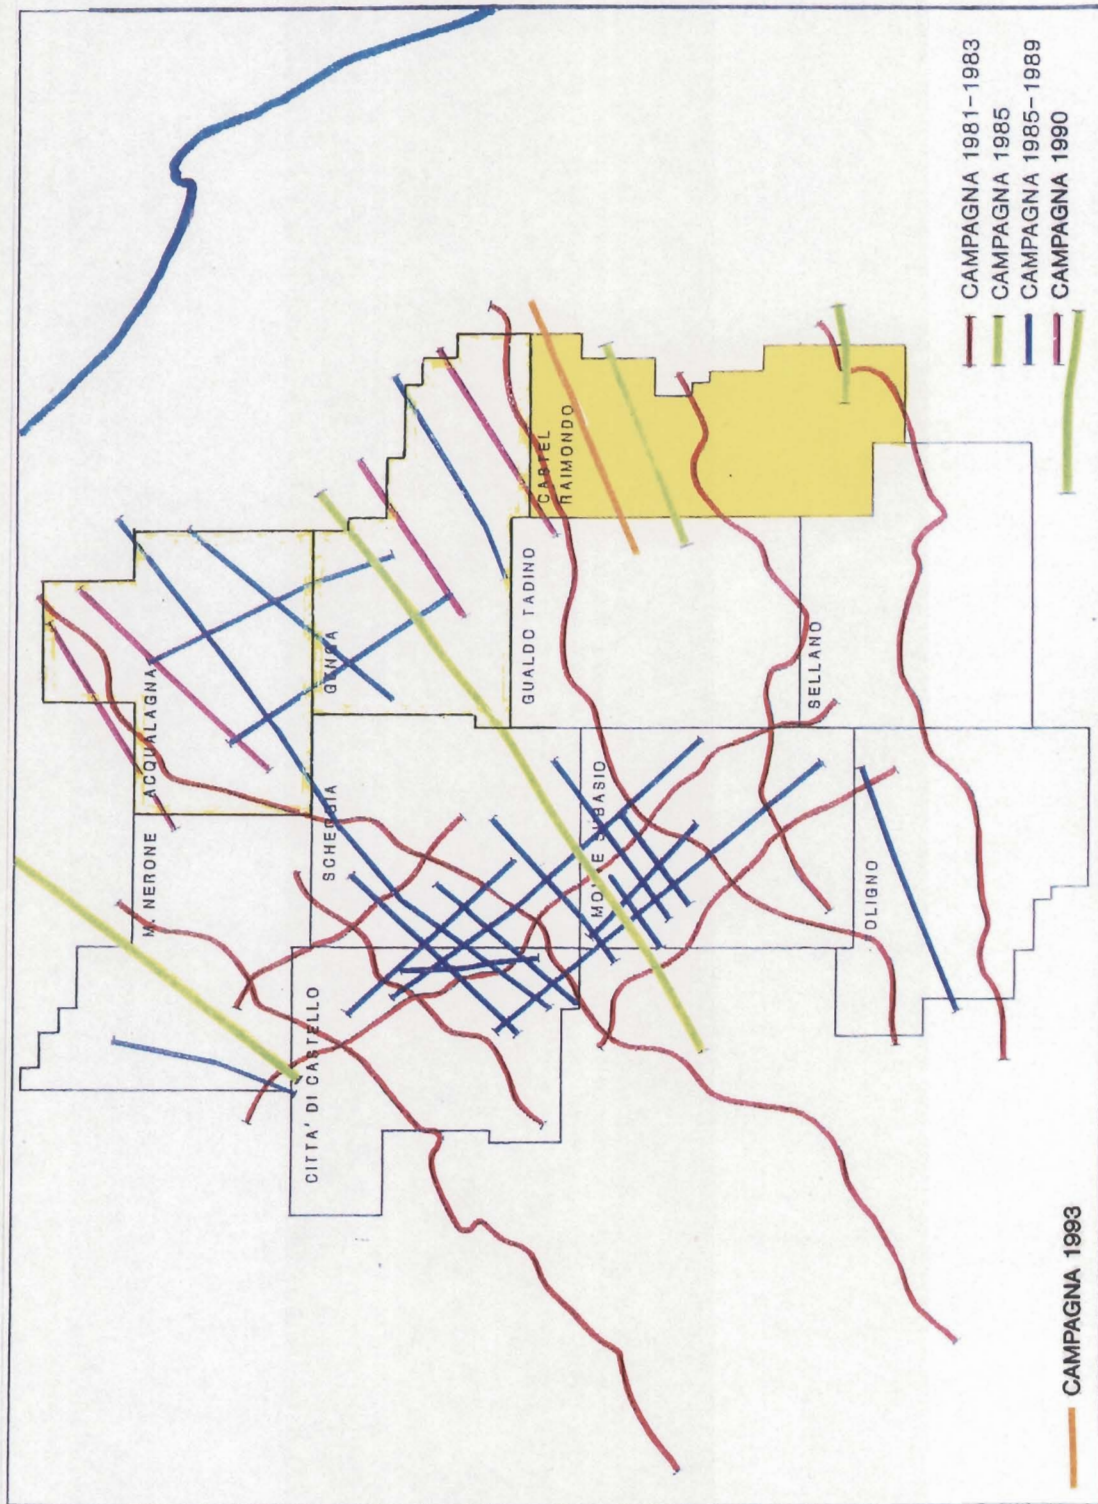 CAMPAGNA 1981-1983
CAMPAGNA 1985
CAMPAGNA 1985-1989
CAMPAGNA 1990
CAMPAGNA 1993
M. NERONE
ACQUALAGNA
SCHEGGIA
GENGA
CITTA' DI CASTELLO
GUALDO TADINO
CASTEL
RAIMONDO
MONTE SUBASIO
SELLANO
OLIGNO